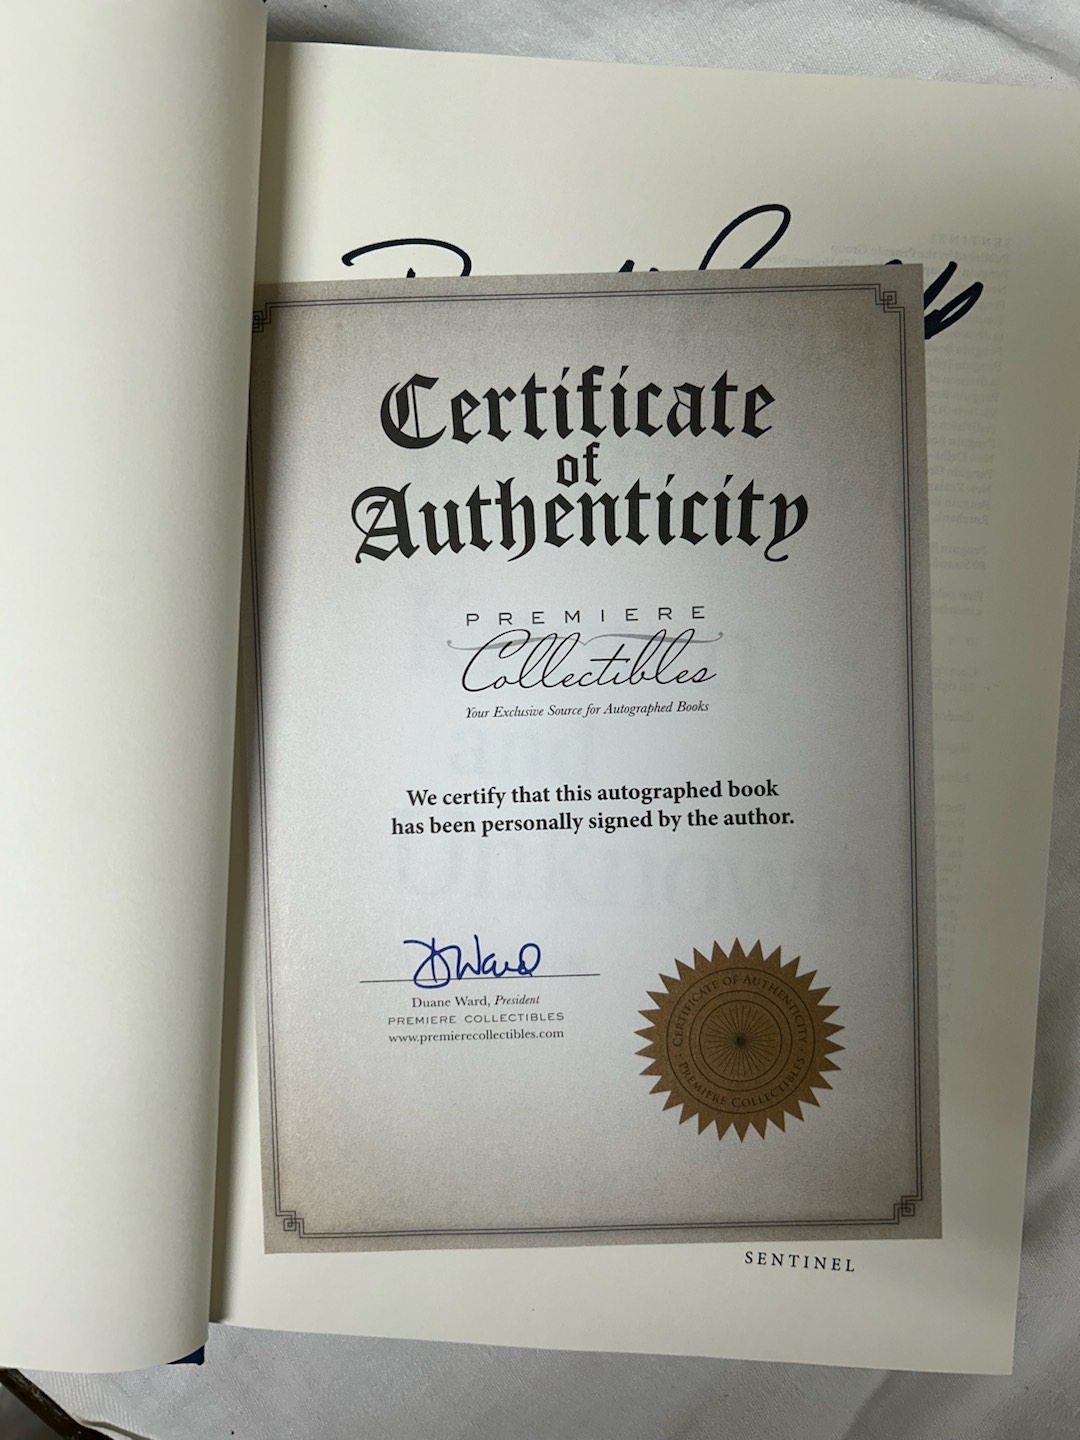 Certificate
of
Authenticity
PREMIERE
Collectibles
Your Exclusive Source for Autographed Books
We certify that this autographed book
has been personally signed by the author.
D Ward
Duane Ward, President
PREMIERE COLLECTIBLES
www.premierecollectibles.com
CERTIFICATE OF AUTHENTICITY
PREMIERE COLLECTIBLES
SENTINEL